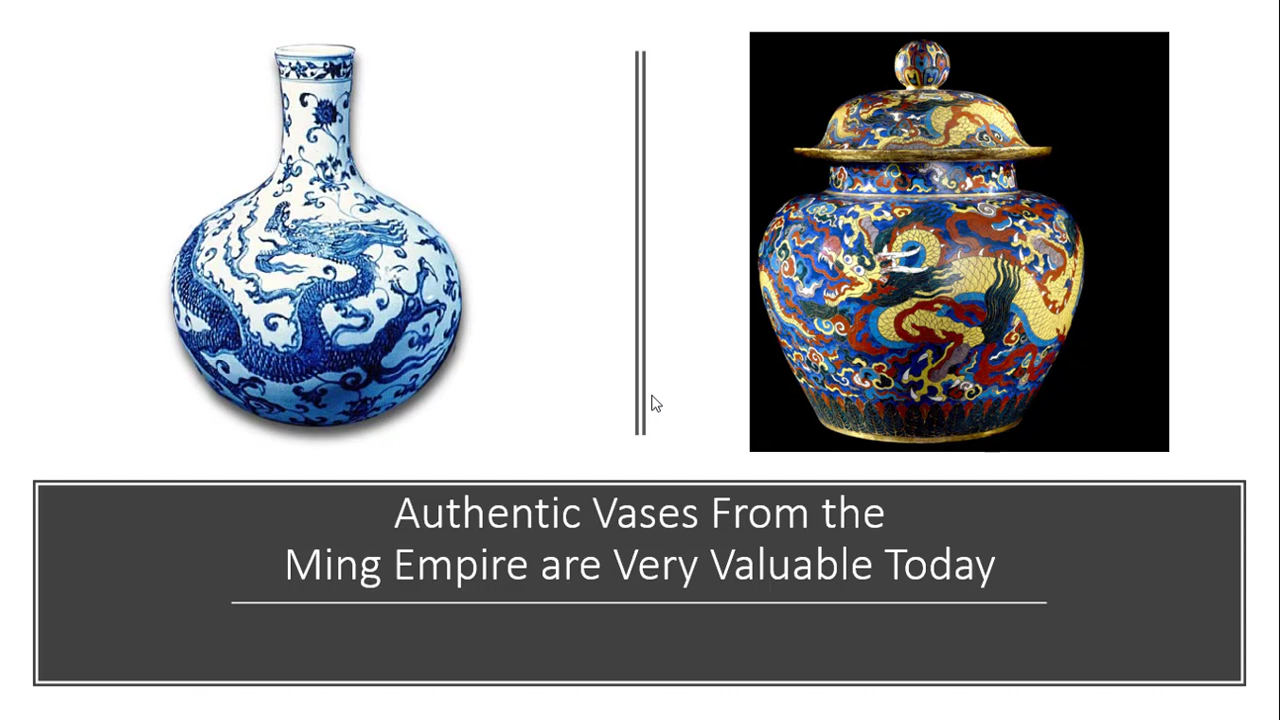 Authentic Vases From the
Ming Empire are Very Valuable Today